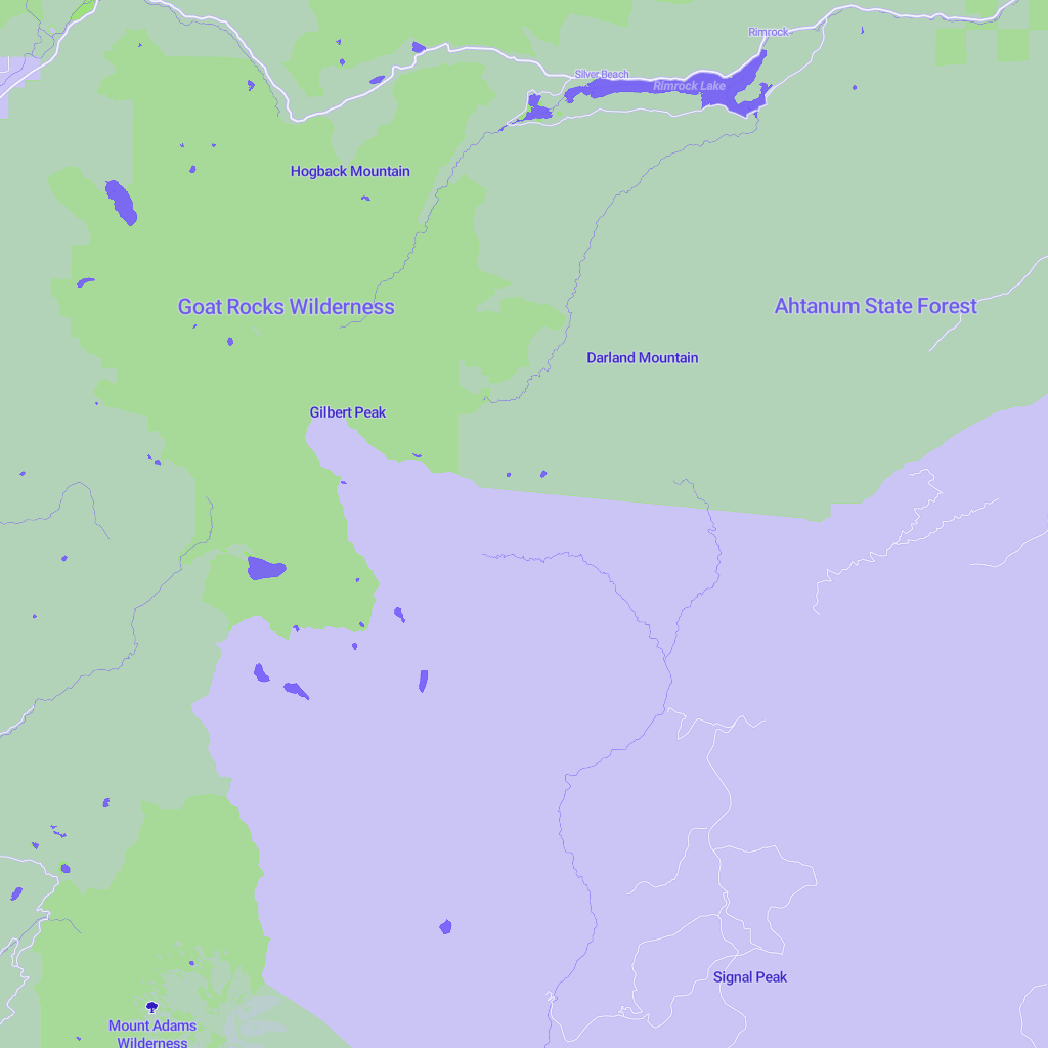 Rimrock
Silver Beach
Rimrock Lake
Hogback Mountain
Goat Rocks Wilderness
Ahtanum State Forest
Darland Mountain
Gilbert Peak
Signal Peak
Mount Adams
Wilderness